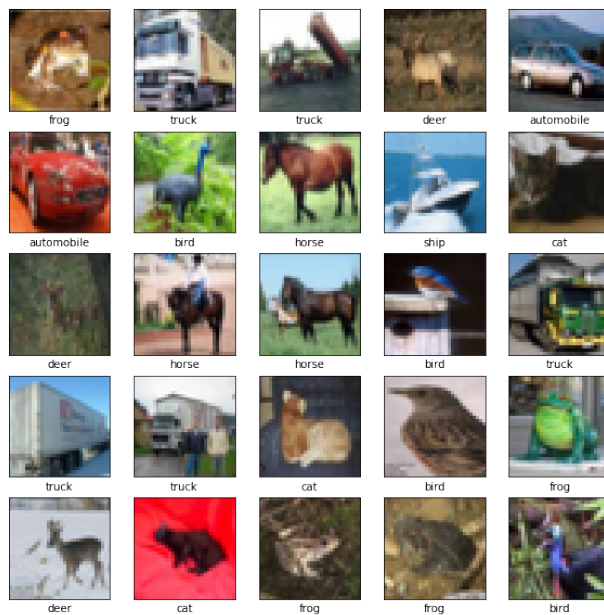 frog truck truck deer automobile
automobile bird horse ship cat
deer horse horse bird truck
truck truck cat bird frog
deer cat frog frog bird